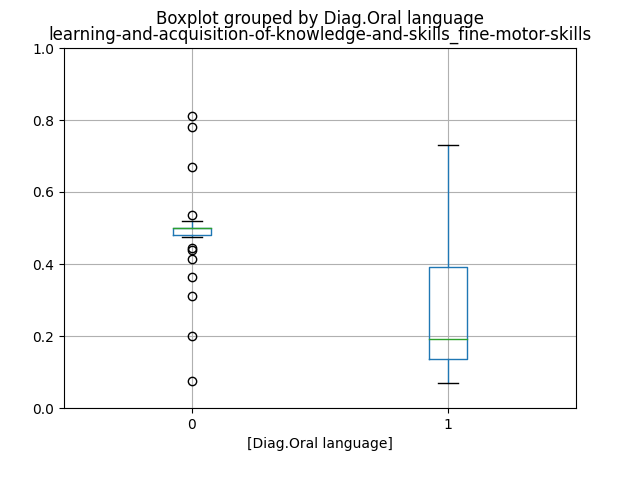 Boxplot grouped by Diag.Oral language
learning-and-acquisition-of-knowledge-and-skills_fine-motor-skills
1.0
0.8
0.6
0.4
0.2
0.0
0 1
[Diag.Oral language]